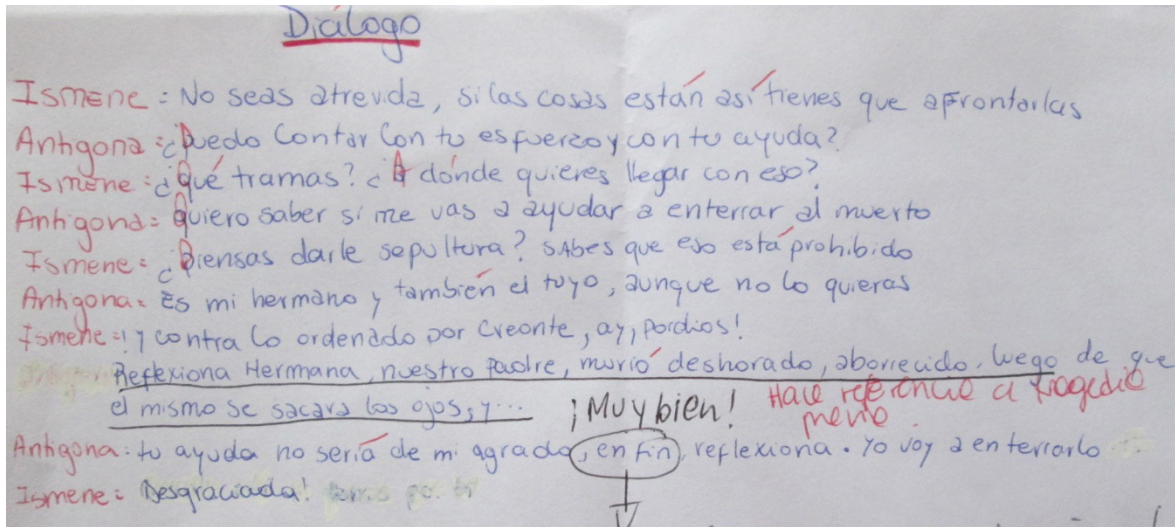 Diálogo
Ismene: No seas atrevida, si las cosas están así tienes que afrontarlas
Antigona: ¿Puedo contar con tu esfuerzo y con tu ayuda?
Ismene: ¿Qué tramas? ¿A dónde quieres llegar con eso?
Antigona: Quiero saber si me vas a ayudar a enterrar al muerto
Ismene: ¿Piensas darle sepultura? sabes que eso está prohibido
Antigona: Es mi hermano y también el tuyo, aunque no lo quieras
Ismene: ¡y contra lo ordenado por Creonte, ay, pordios!
Reflexiona Hermana, nuestro padre, murió deshorado, aborrecido, luego de que
el mismo se sacara los ojos, y... ¡Muy bien! Hace referencia a tragedia
Antigona: tu ayuda no sería de mi agrado, en fin, reflexiona. Yo voy a enterrarlo
Ismene: Desgraciada!